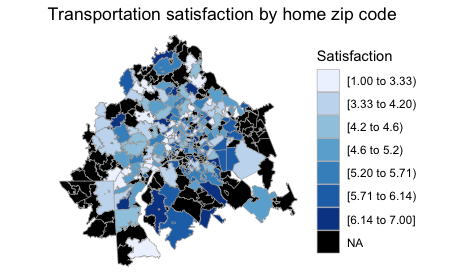 Transportation satisfaction by home zip code
Satisfaction
[1.00 to 3.33)
[3.33 to 4.20)
[4.2 to 4.6)
[4.6 to 5.2)
[5.20 to 5.71)
[5.71 to 6.14)
[6.14 to 7.00]
NA